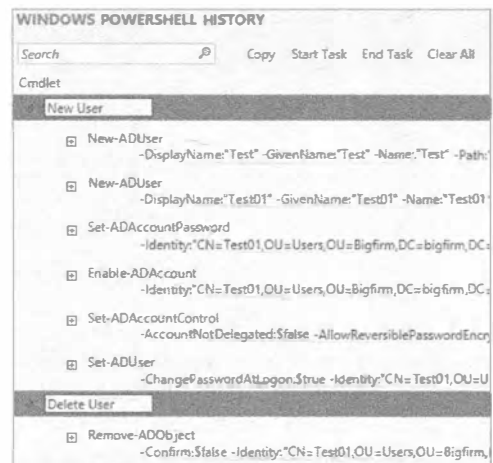 WINDOWS POWERSHELL HISTORY
Search Copy Start Task End Task Clear All
Cmdlet
New User
New-ADUser
-DisplayName:"Test" -GivenName:"Test" -Name:"Test" -Path:"
New-ADUser
-DisplayName:"Test01" -GivenName:"Test01" -Name:"Test01"
Set-ADAccountPassword
-Identity:"CN=Test01,OU=Users,OU=Bigfirm,DC=bigfirm,DC=
Enable-ADAccount
-Identity:"CN=Test01,OU=Users,OU=Bigfirm,DC=bigfirm,DC=
Set-ADAccountControl
-AccountNotDelegated:$false -AllowReversiblePasswordEncry
Set-ADUser
-ChangePasswordAtLogon:$true -Identity:"CN=Test01,OU=U
Delete User
Remove-ADObject
-Confirm:$false -Identity:"CN=Test01,OU=Users,OU=Bigfirm,